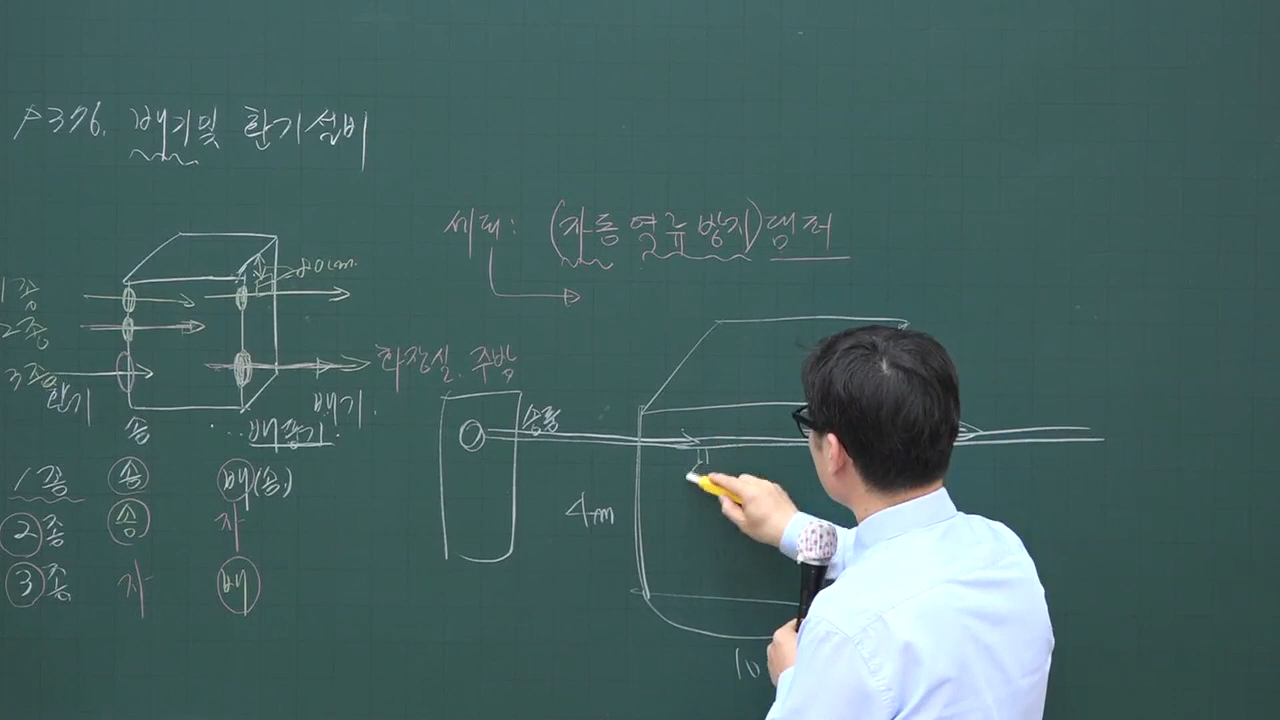 P376. 배기 및 환기설비
세대: (자동역류방지)댐퍼
80cm.
1종
2종
3종
환기
화장실. 주방
배기.
송
배풍기.
송풍
4m
10
1종 송 배(송)
2종 송 자
3종 자 배